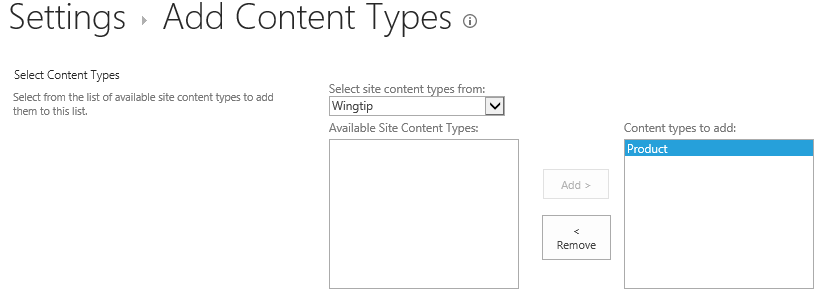 Settings ▸ Add Content Types
Select Content Types
Select from the list of available site content types to add
them to this list.
Select site content types from:
Wingtip
Available Site Content Types:
Add >
<
Remove
Content types to add:
Product